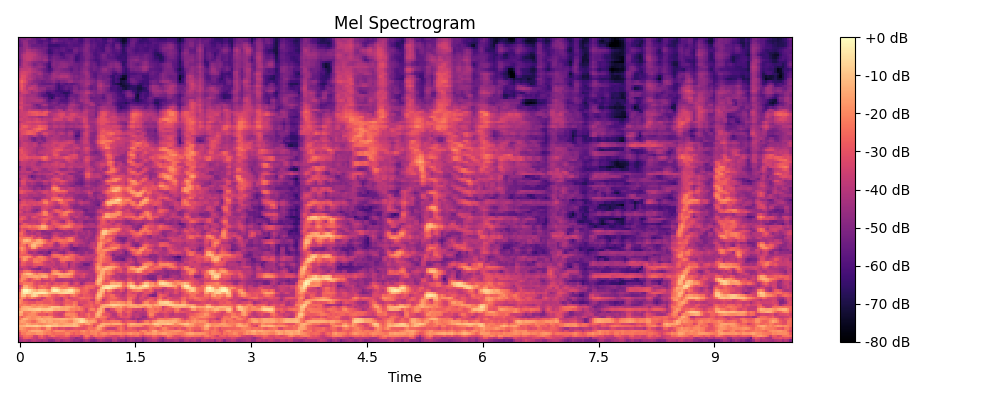 Mel Spectrogram
+0 dB
-10 dB
-20 dB
-30 dB
-40 dB
-50 dB
-60 dB
-70 dB
-80 dB
0 1.5 3 4.5 6 7.5 9
Time